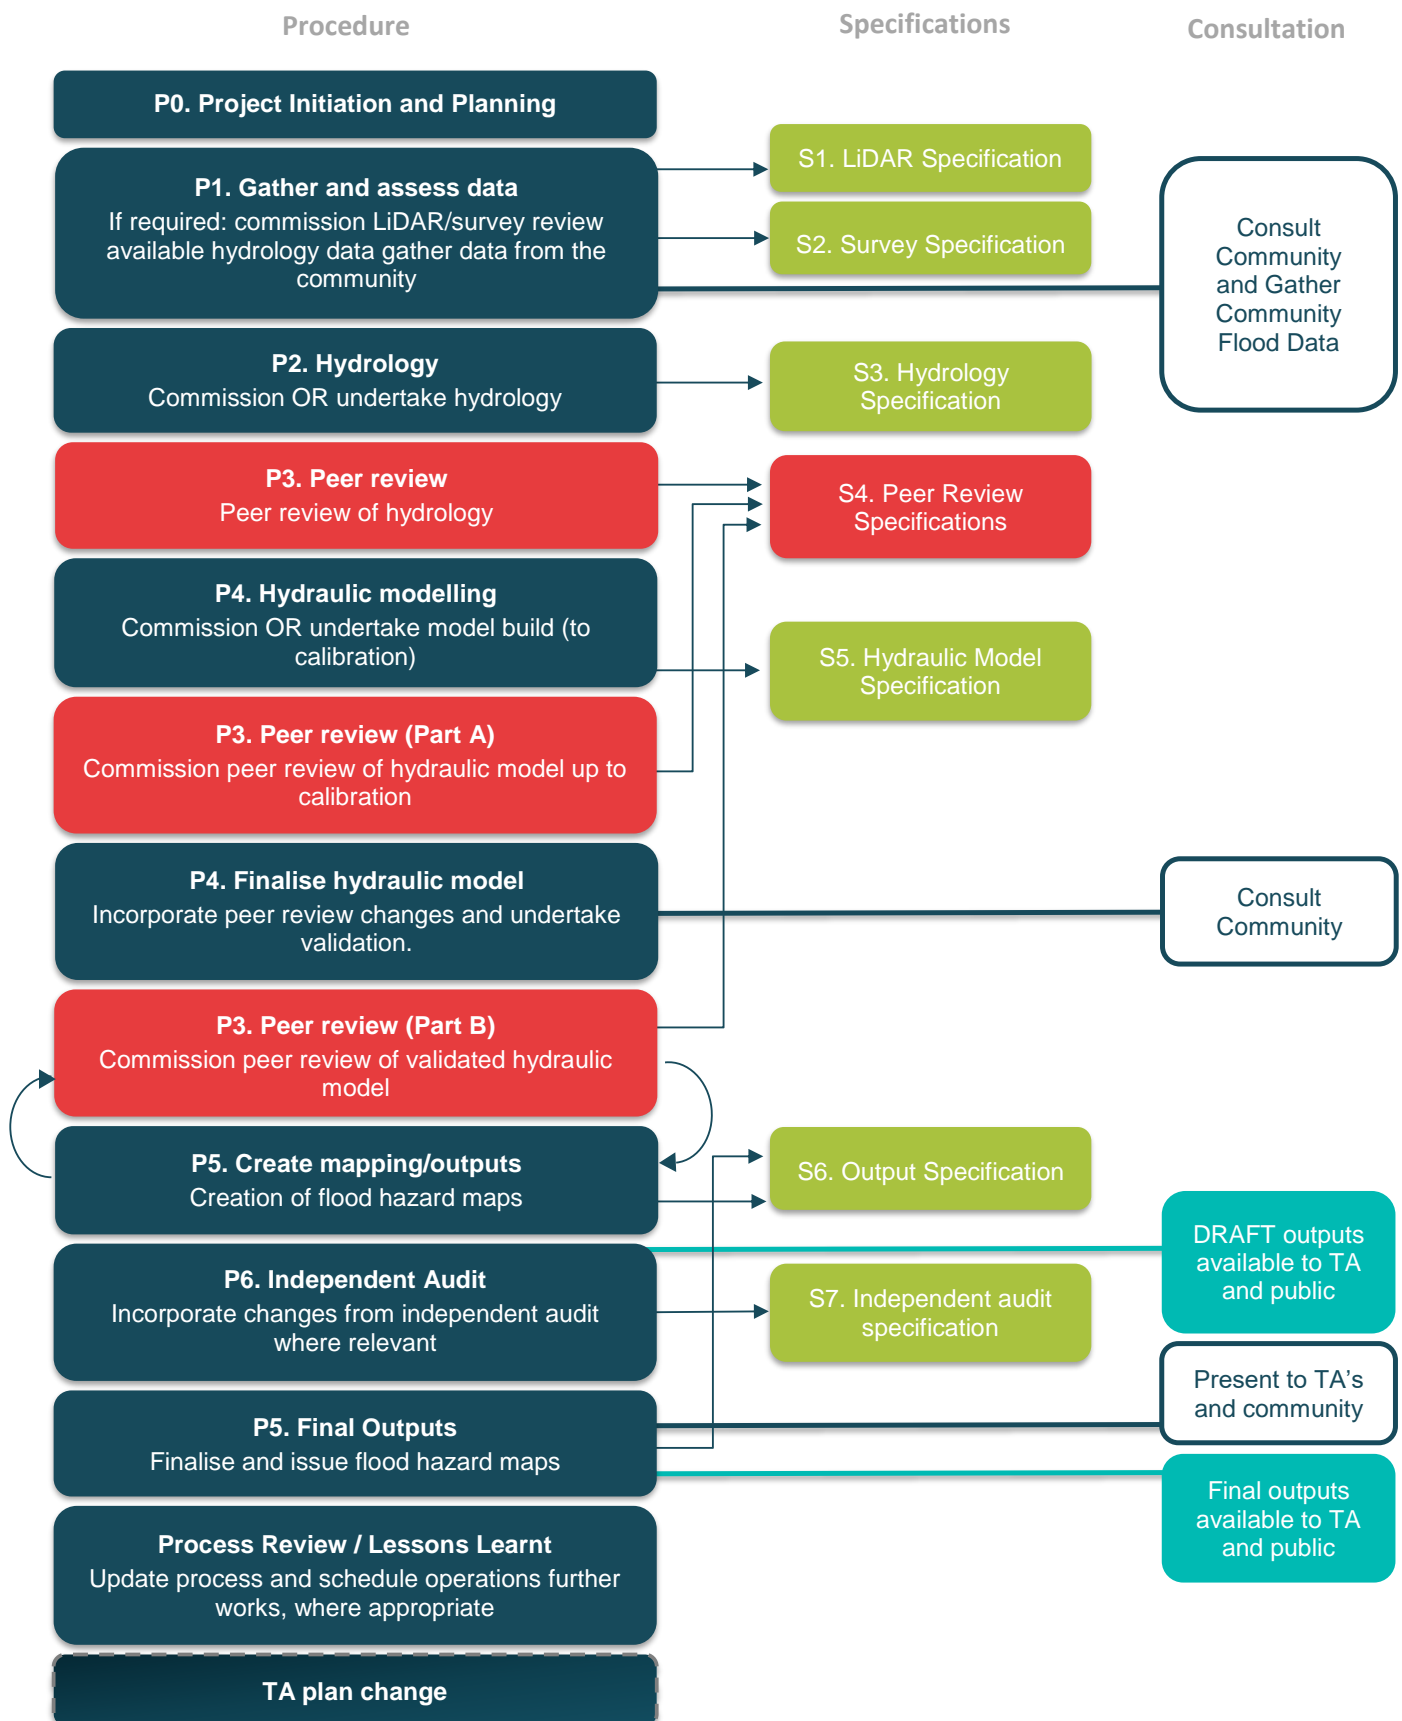 Procedure
Specifications
Consultation
P0. Project Initiation and Planning
P1. Gather and assess data
If required: commission LiDAR/survey review
available hydrology data gather data from the
community
S1. LiDAR Specification
S2. Survey Specification
Consult
Community
and Gather
Community
Flood Data
P2. Hydrology
Commission OR undertake hydrology
S3. Hydrology
Specification
P3. Peer review
Peer review of hydrology
S4. Peer Review
Specifications
P4. Hydraulic modelling
Commission OR undertake model build (to
calibration)
S5. Hydraulic Model
Specification
P3. Peer review (Part A)
Commission peer review of hydraulic model up to
calibration
P4. Finalise hydraulic model
Incorporate peer review changes and undertake
validation.
Consult
Community
P3. Peer review (Part B)
Commission peer review of validated hydraulic
model
P5. Create mapping/outputs
Creation of flood hazard maps
S6. Output Specification
DRAFT outputs
available to TA
and public
P6. Independent Audit
Incorporate changes from independent audit
where relevant
S7. Independent audit
specification
Present to TA’s
and community
P5. Final Outputs
Finalise and issue flood hazard maps
Final outputs
available to TA
and public
Process Review / Lessons Learnt
Update process and schedule operations further
works, where appropriate
TA plan change